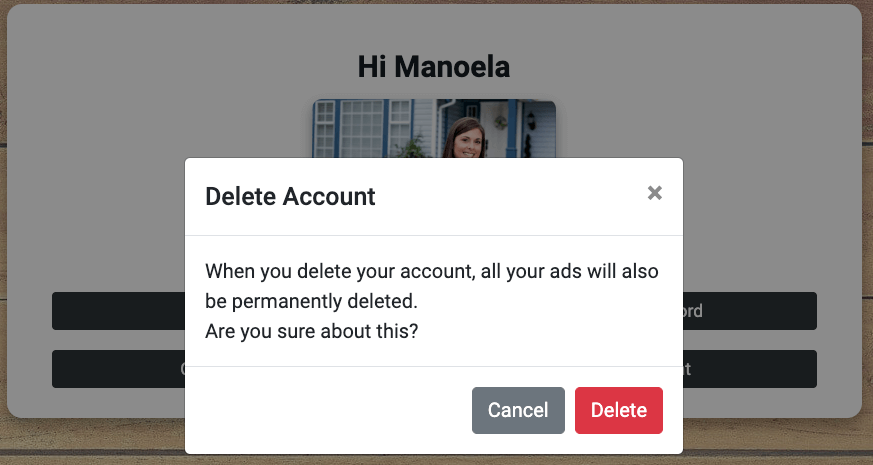 Hi Manoela
Delete Account
×
When you delete your account, all your ads will also
be permanently deleted.
Are you sure about this?
Cancel
Delete